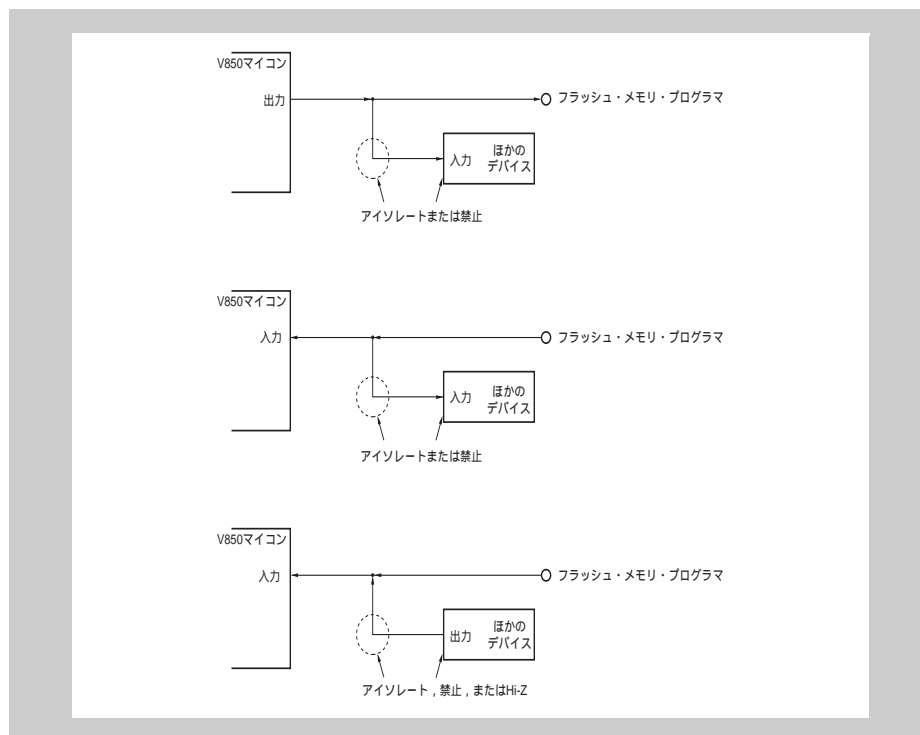 V850マイコン
出力
フラッシュ・メモリ・プログラマ
入力
ほかの
デバイス
アイソレートまたは禁止
V850マイコン
入力
フラッシュ・メモリ・プログラマ
入力
ほかの
デバイス
アイソレートまたは禁止
V850マイコン
入力
フラッシュ・メモリ・プログラマ
出力
ほかの
デバイス
アイソレート，禁止，またはHi-Z